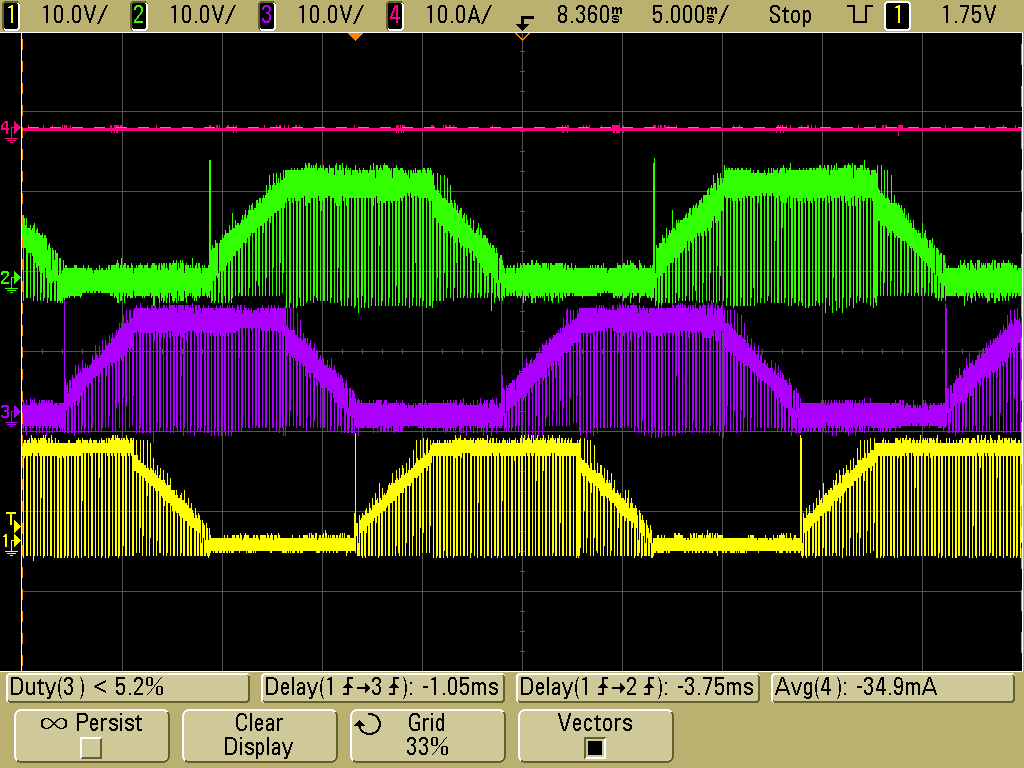 1 10.0V/ 2 10.0V/ 3 10.0V/ 4 10.0A/ 8.360ms 5.000ms/ Stop 1 1.75V
4
2
3
T
1
Duty(3) < 5.2% Delay(1→3): -1.05ms Delay(1→2): -3.75ms Avg(4): -34.9mA
∞ Persist Clear Display Grid 33% Vectors